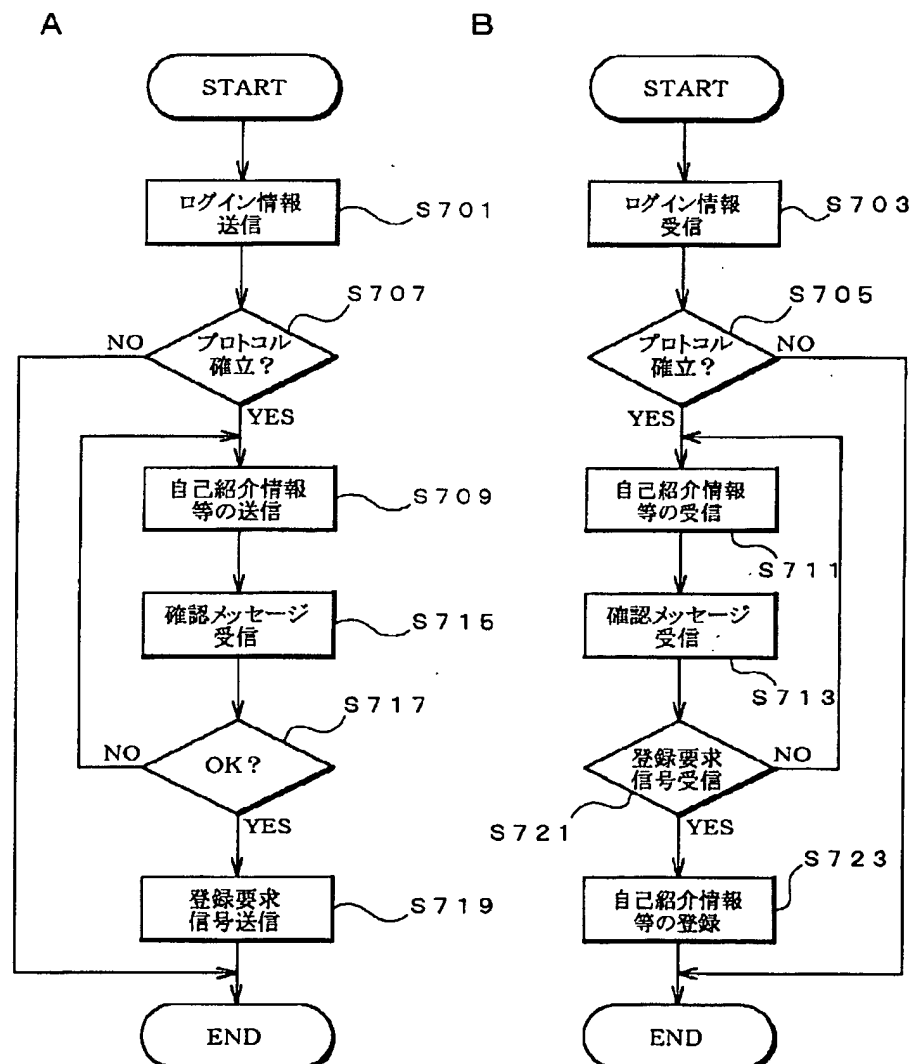 A
START
ログイン情報
送信
S701
S707
プロトコル
確立?
NO
YES
自己紹介情報
等の送信
S709
確認メッセージ
受信
S715
S717
OK?
NO
YES
登録要求
信号送信
S719
END
B
START
ログイン情報
受信
S703
S705
プロトコル
確立?
NO
YES
自己紹介情報
等の受信
S711
確認メッセージ
受信
S713
登録要求
信号受信
NO
S721
YES
S723
自己紹介情報
等の登録
END